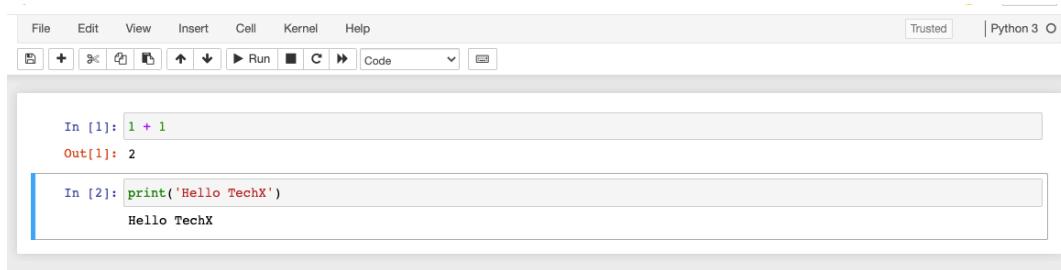 File Edit View Insert Cell Kernel Help Trusted Python 3
Run Code
In [1]: 1 + 1
Out[1]: 2
In [2]: print('Hello TechX')
Hello TechX